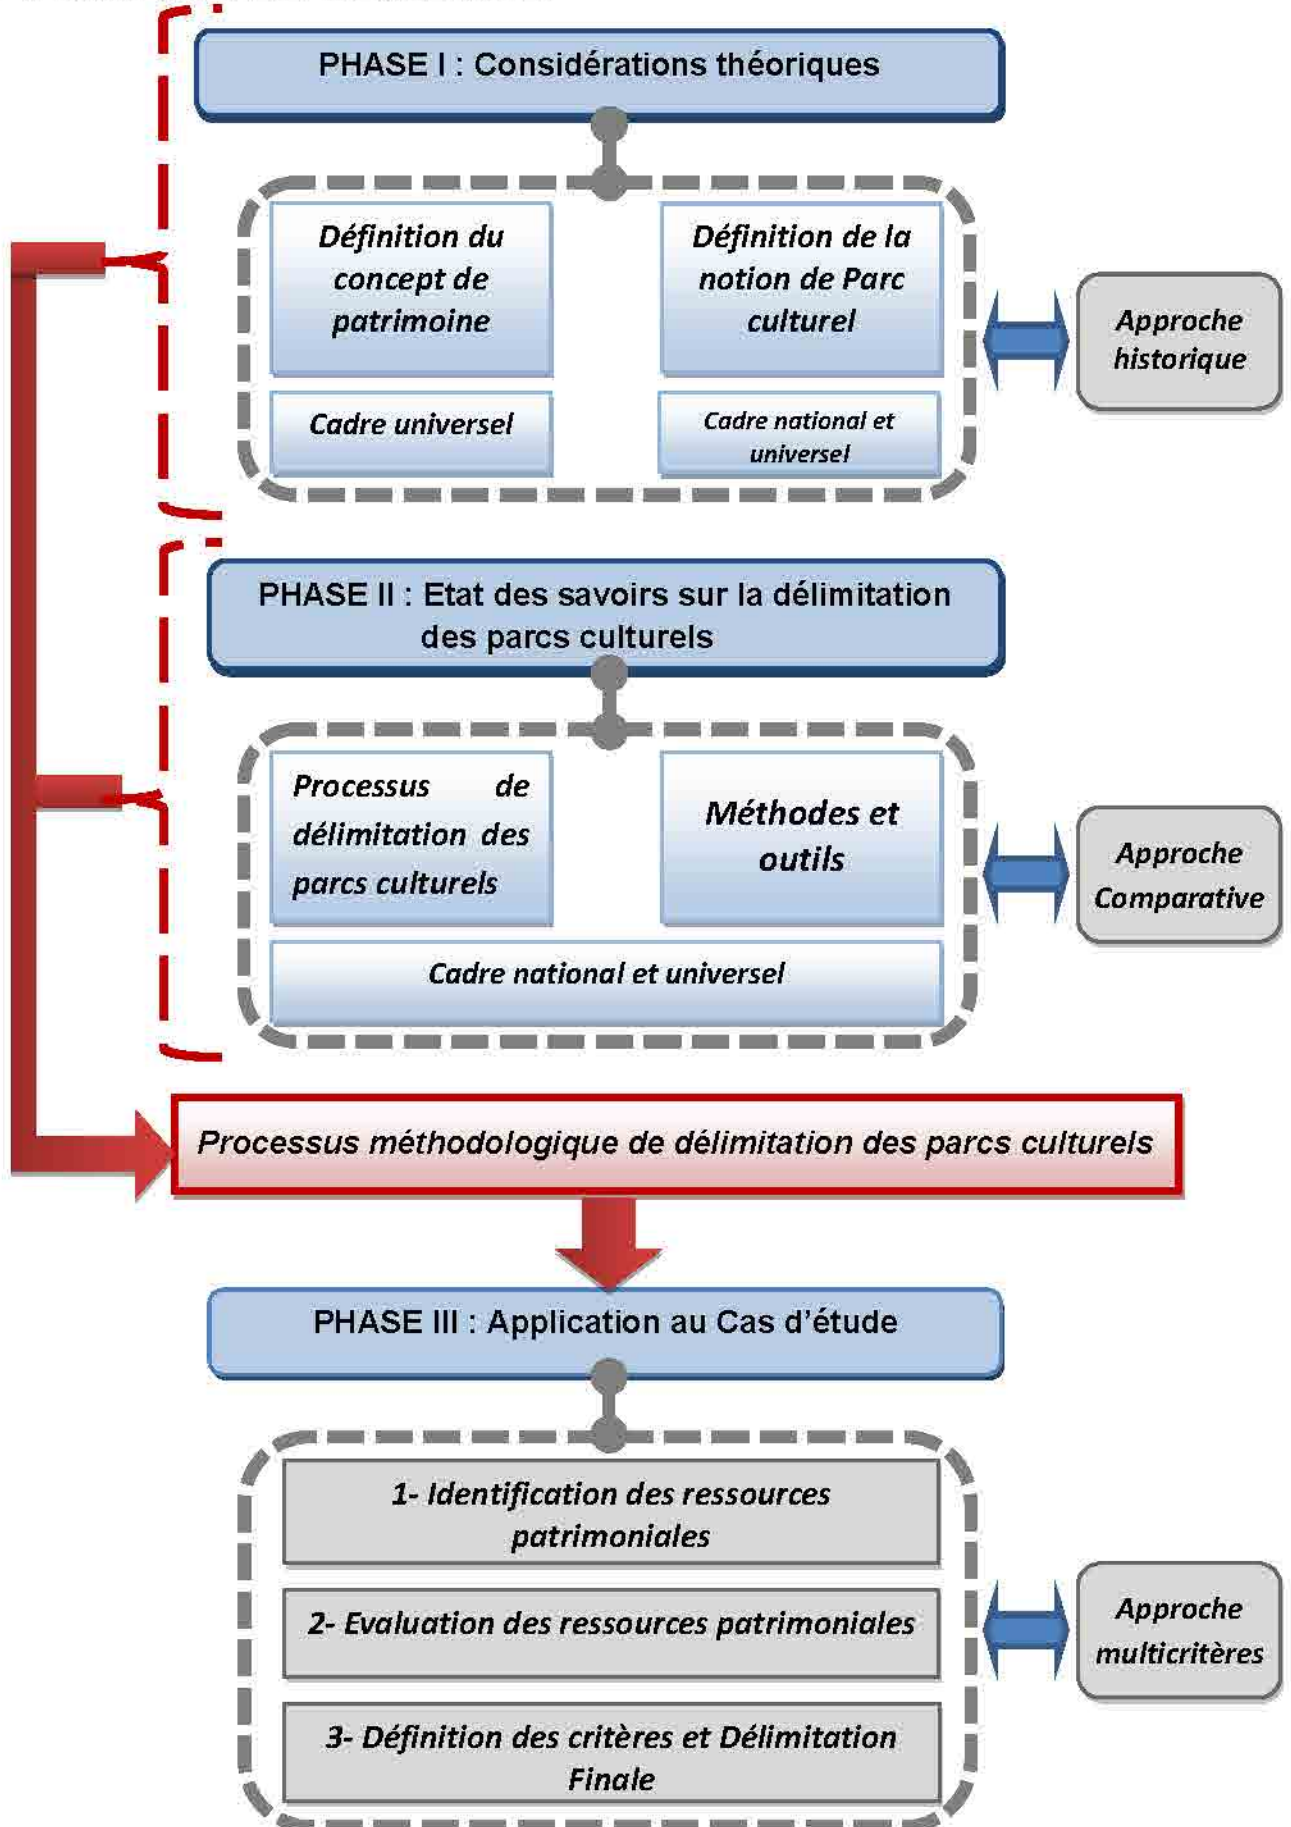 PHASE I : Considérations théoriques
Définition du
concept de
patrimoine
Définition de la
notion de Parc
culturel
Approche
historique
Cadre universel
Cadre national et
universel
PHASE II : Etat des savoirs sur la délimitation
des parcs culturels
Processus de
délimitation des
parcs culturels
Méthodes et
outils
Approche
Comparative
Cadre national et universel
Processus méthodologique de délimitation des parcs culturels
PHASE III : Application au Cas d'étude
1- Identification des ressources
patrimoniales
2- Evaluation des ressources patrimoniales
Approche
multicritères
3- Définition des critères et Délimitation
Finale